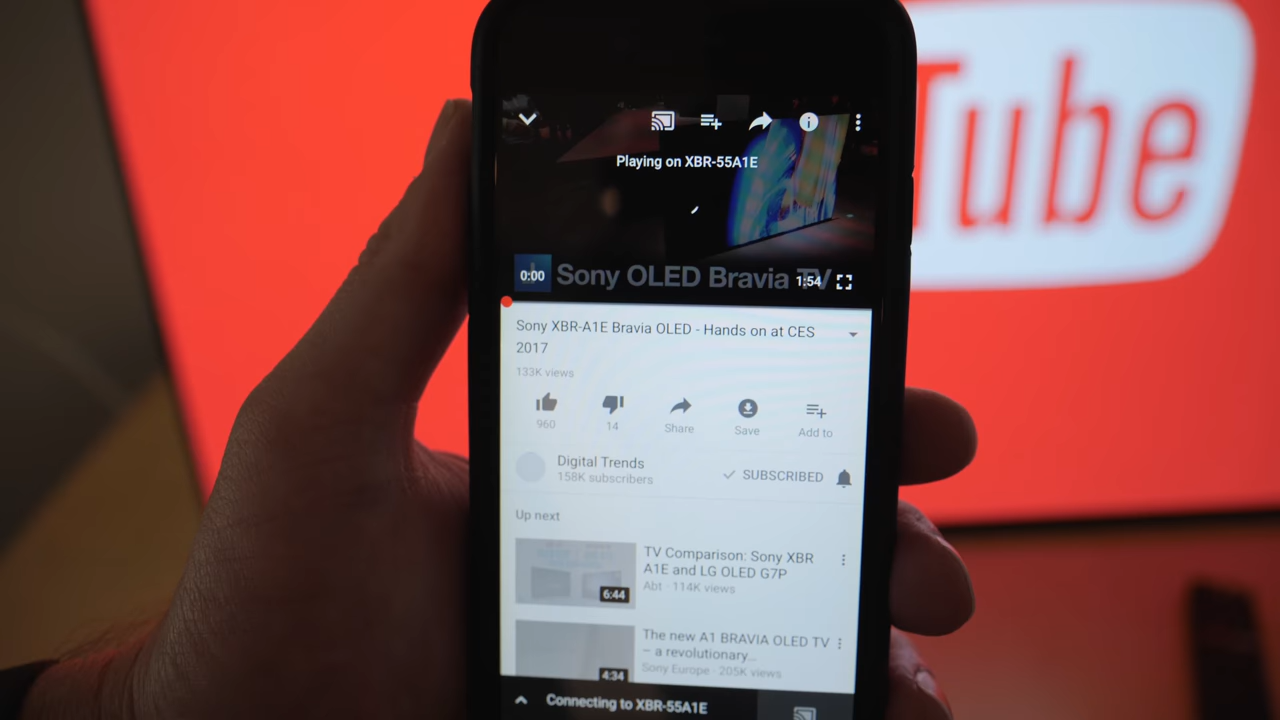 Tube
Playing on XBR-55A1E
0:00
Sony OLED Bravia TV
1:54
Sony XBR-A1E Bravia OLED - Hands on at CES
2017
133K views
960
14
Share
Save
Add to
Digital Trends
158K subscribers
SUBSCRIBED
Up next
6:44
TV Comparison: Sony XBR
A1E and LG OLED G7P
Abt · 114K views
4:34
The new A1 BRAVIA OLED TV
– a revolutionary...
Sony Europe · 205K views
Connecting to XBR-55A1E